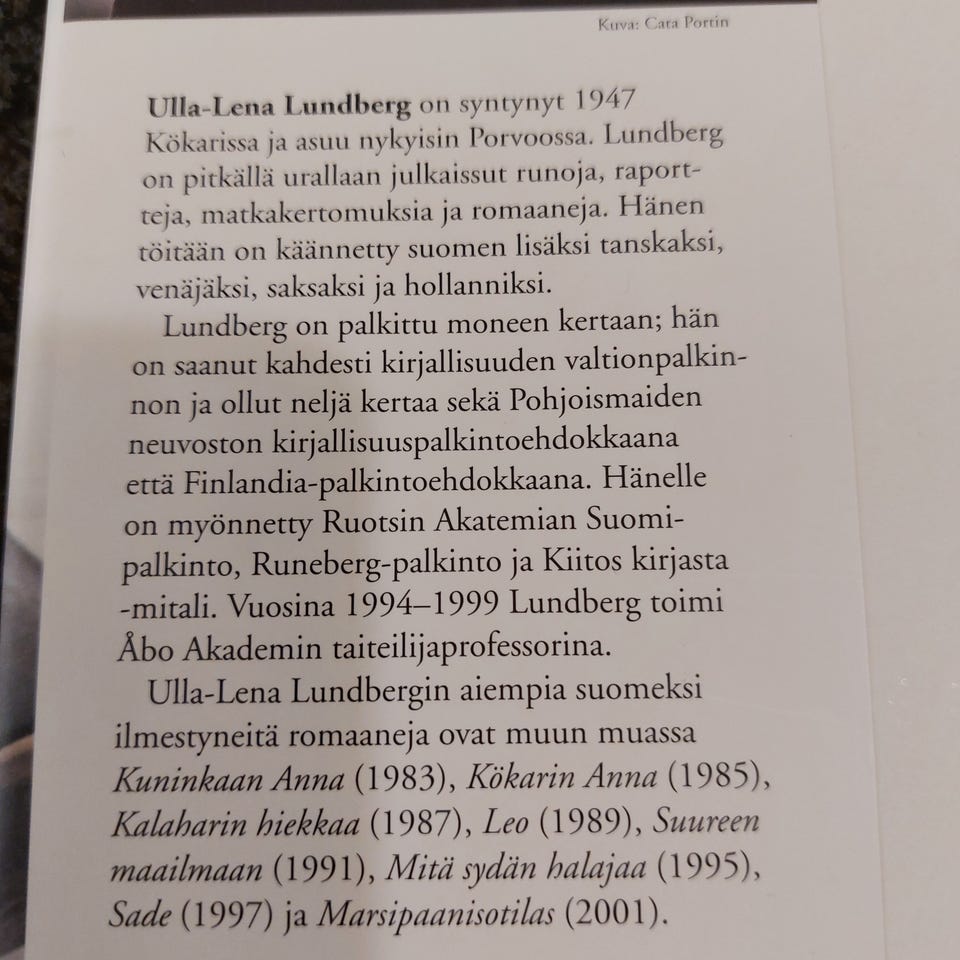 Kuva: Cata Portin
Ulla-Lena Lundberg on syntynyt 1947
Kökarissa ja asuu nykyisin Porvoossa. Lundberg
on pitkällä urallaan julkaissut runoja, raport-
teja, matkakertomuksia ja romaaneja. Hänen
töitään on käännetty suomen lisäksi tanskaksi,
venäjäksi, saksaksi ja hollanniksi.
Lundberg on palkittu moneen kertaan; hän
on saanut kahdesti kirjallisuuden valtionpalkin-
non ja ollut neljä kertaa sekä Pohjoismaiden
neuvoston kirjallisuuspalkintoehdokkaana
että Finlandia-palkintoehdokkaana. Hänelle
on myönnetty Ruotsin Akatemian Suomi-
palkinto, Runeberg-palkinto ja Kiitos kirjasta
-mitali. Vuosina 1994–1999 Lundberg toimi
Åbo Akademin taiteilijaprofessorina.
Ulla-Lena Lundbergin aiempia suomeksi
ilmestyneitä romaaneja ovat muun muassa
Kuninkaan Anna (1983), Kökarin Anna (1985),
Kalaharin hiekkaa (1987), Leo (1989), Suureen
maailmaan (1991), Mitä sydän halajaa (1995),
Sade (1997) ja Marsipaanisotilas (2001).